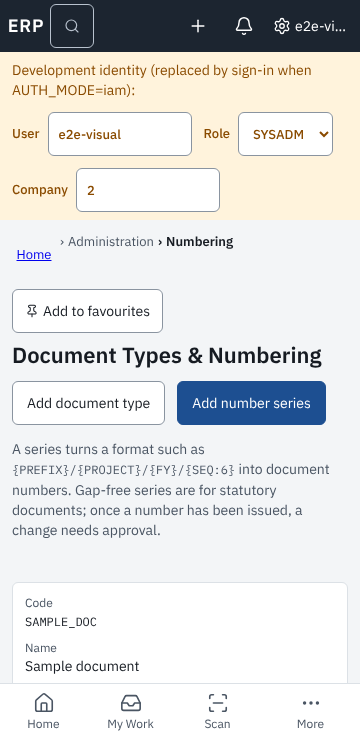 ERP e2e-vi...
Development identity (replaced by sign-in when
AUTH_MODE=iam):
User e2e-visual Role SYSADM
Company 2
Home › Administration › Numbering
Add to favourites
Document Types & Numbering
Add document type Add number series
A series turns a format such as
{PREFIX}/{PROJECT}/{FY}/{SEQ:6} into document
numbers. Gap-free series are for statutory
documents; once a number has been issued, a
change needs approval.
Code
SAMPLE_DOC
Name
Sample document
Home My Work Scan More